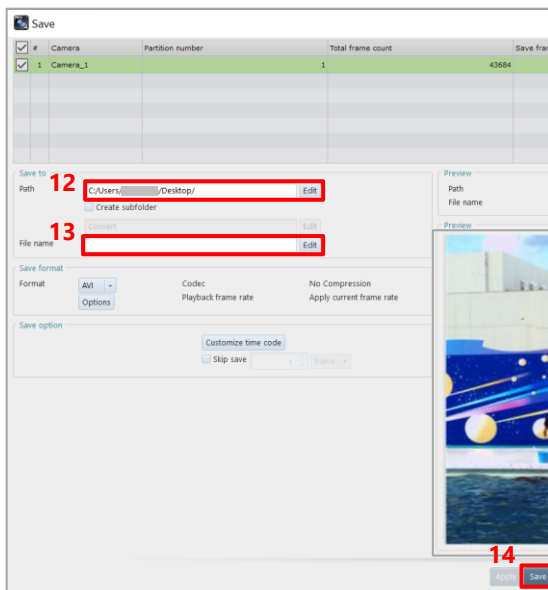 Save
# Camera Partition number Total frame count Save fra
1 Camera_1 1 43684
Save to
Path 12 C:/Users/ /Desktop/ Edit
Create subfolder
Convert Edit
13
File name Edit
Save format
Format AVI Codec No Compression
Options Playback frame rate Apply current frame rate
Save option
Customize time code
Skip save 1 frame
Preview
Path
File name
Preview
14
Apply Save